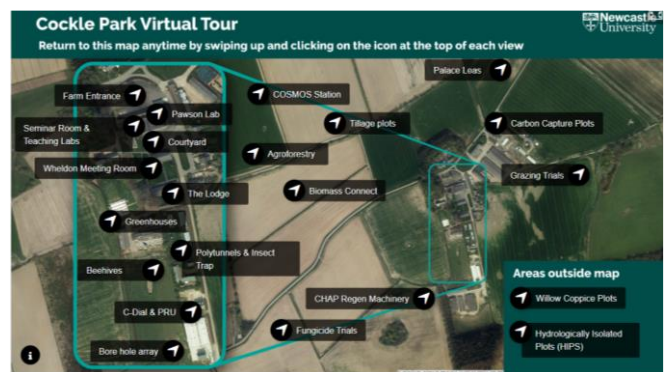 Cockle Park Virtual Tour
Newcastle
University
Return to this map anytime by swiping up and clicking on the icon at the top of each view
Palace Leas
Farm Entrance
COSMOS Station
Pawson Lab
Tillage plots
Carbon Capture Plots
Seminar Room &
Teaching Labs
Courtyard
Agroforestry
Wheldon Meeting Room
Grazing Trials
The Lodge
Biomass Connect
Greenhouses
Polytunnels & Insect
Trap
Beehives
Areas outside map
CHAP Regen Machinery
Willow Coppice Plots
C-Dial & PRU
Fungicide Trials
Hydrologically Isolated
Plots (HIPS)
Bore hole array